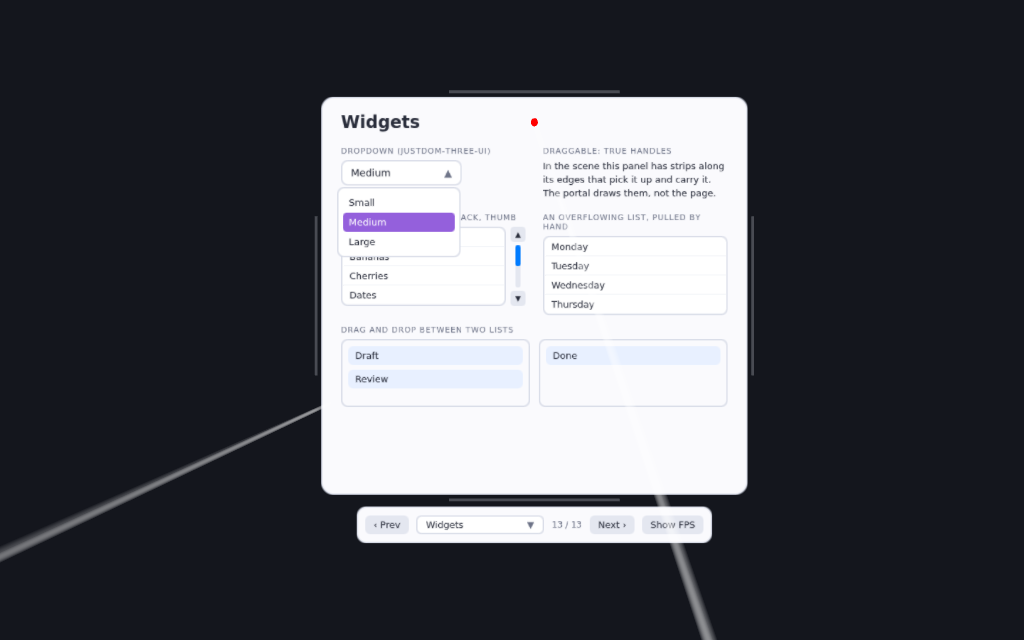 Widgets
DROPDOWN (JUSTDOM-THREE-UI)
Medium ▲
Small
Medium
Large
ACK, THUMB
Bananas
Cherries
Dates
DRAGGABLE: TRUE HANDLES
In the scene this panel has strips along
its edges that pick it up and carry it.
The portal draws them, not the page.
AN OVERFLOWING LIST, PULLED BY
HAND
Monday
Tuesday
Wednesday
Thursday
DRAG AND DROP BETWEEN TWO LISTS
Draft
Review
Done
‹ Prev Widgets ▼ 13 / 13 Next › Show FPS